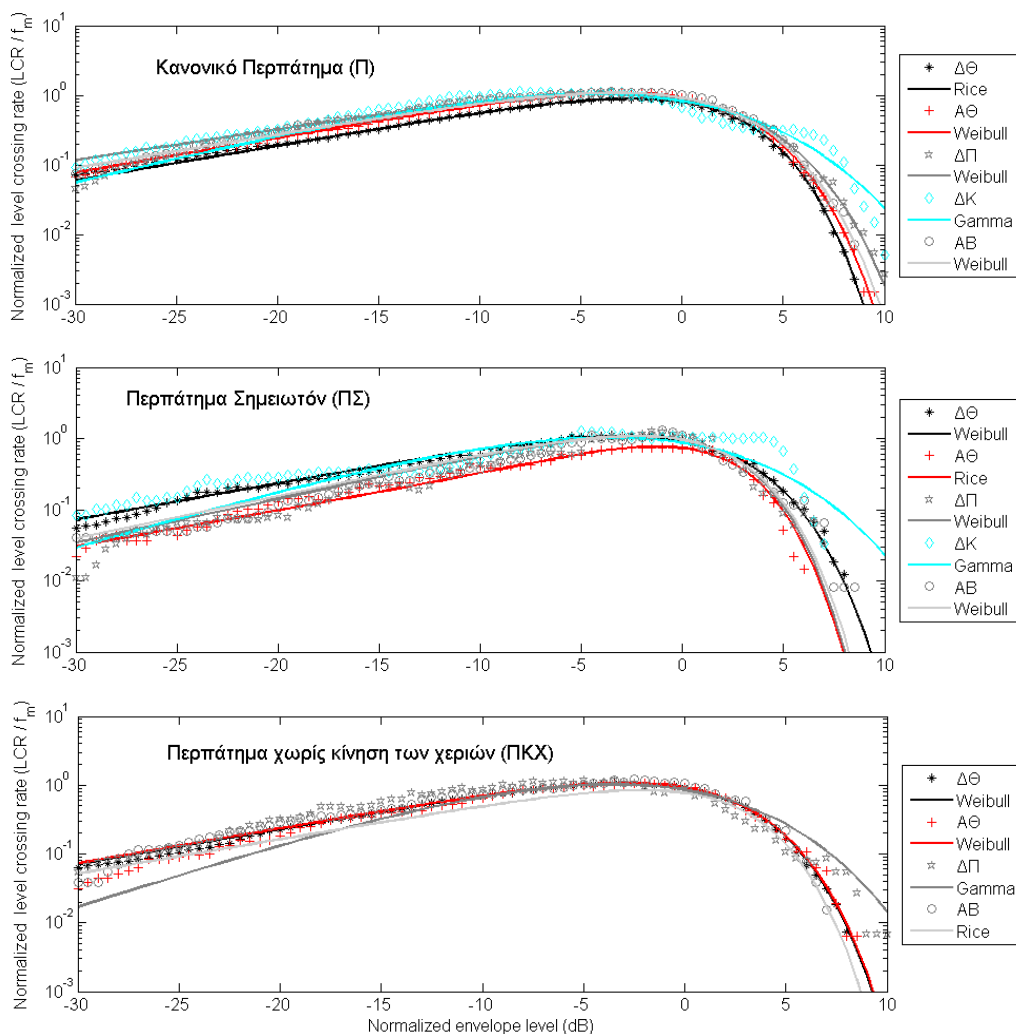 Normalized level crossing rate (LCR / f_m)
10^1
10^0
10^-1
10^-2
10^-3
Κανονικό Περπάτημα (Π)
-30
-25
-20
-15
-10
-5
0
5
10
ΔΘ
Rice
ΑΘ
Weibull
ΔΠ
Weibull
ΔΚ
Gamma
ΑΒ
Weibull
Normalized level crossing rate (LCR / f_m)
10^1
10^0
10^-1
10^-2
10^-3
Περπάτημα Σημειωτόν (ΠΣ)
-30
-25
-20
-15
-10
-5
0
5
10
ΔΘ
Weibull
ΑΘ
Rice
ΔΠ
Weibull
ΔΚ
Gamma
ΑΒ
Weibull
Normalized level crossing rate (LCR / f_m)
10^1
10^0
10^-1
10^-2
10^-3
Περπάτημα χωρίς κίνηση των χεριών (ΠΚΧ)
-30
-25
-20
-15
-10
-5
0
5
10
Normalized envelope level (dB)
ΔΘ
Weibull
ΑΘ
Weibull
ΔΠ
Gamma
ΑΒ
Rice